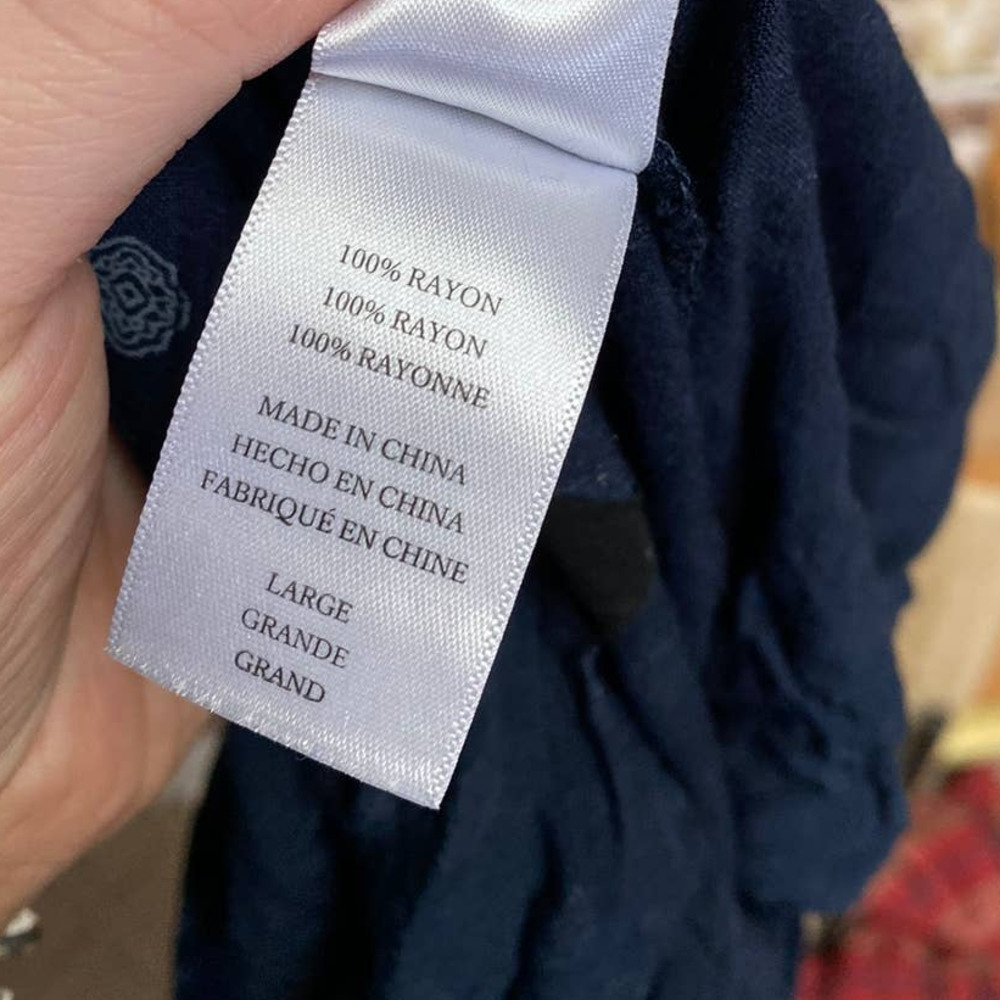 100% RAYON
100% RAYON
100% RAYONNE
MADE IN CHINA
HECHO EN CHINA
FABRIQUÉ EN CHINE
LARGE
GRANDE
GRAND